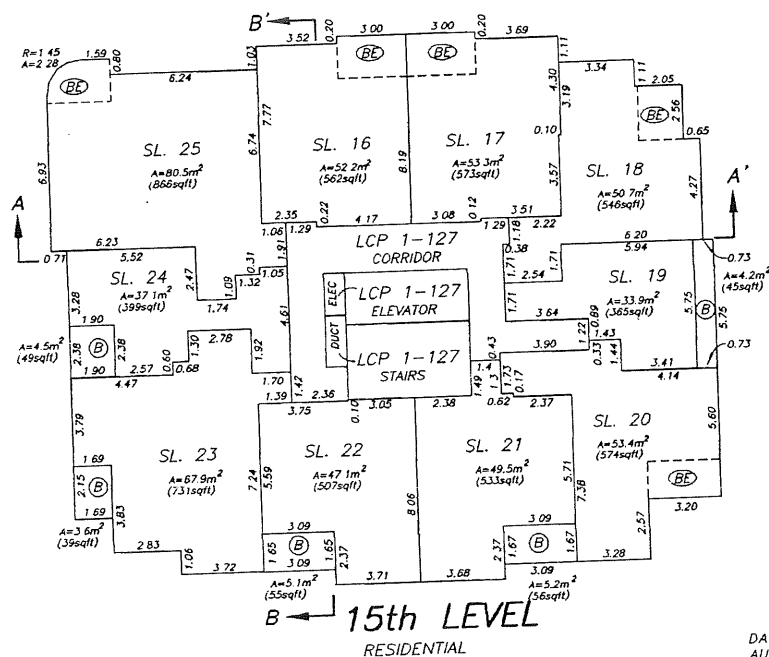 B'
R=1.45
A=2.28
1.59
0.80
6.24
1.03
3.52
0.20
3.00
3.00
0.20
3.69
1.11
3.34
1.11
2.05
BE
BE
BE
BE
2.56
0.65
6.93
7.77
6.74
4.30
3.19
0.10
3.57
8.19
4.27
SL. 25
A=80.5m²
(866sqft)
SL. 16
A=52.2m²
(562sqft)
SL. 17
A=53.3m²
(573sqft)
SL. 18
A=50.7m²
(546sqft)
A
A'
2.35
0.22
4.17
3.08
0.12
3.51
1.29
2.22
1.06
1.29
1.91
1.18
0.38
LCP 1-127
CORRIDOR
0.71
6.23
5.52
6.20
5.94
0.73
SL. 24
A=37.1m²
(399sqft)
2.47
1.09
0.31
1.32
1.05
1.74
3.28
1.90
1.71
2.54
1.71
1.71
SL. 19
A=33.9m²
(365sqft)
5.75
B
5.75
A=4.2m²
(45sqft)
ELEC
LCP 1-127
ELEVATOR
DUCT
LCP 1-127
STAIRS
4.61
3.64
0.89
1.22
1.43
A=4.5m²
(49sqft)
2.38
B
2.38
1.90
2.57
0.60
0.68
1.30
2.78
1.92
1.70
1.42
4.47
0.43
1.4
3.90
0.33
1.44
3.41
4.14
0.73
1.49
1.3
1.73
0.17
0.62
2.37
1.39
3.75
2.36
0.10
3.05
2.38
3.79
SL. 23
A=67.9m²
(731sqft)
7.24
5.59
SL. 22
A=47.1m²
(507sqft)
8.06
SL. 21
A=49.5m²
(533sqft)
5.71
7.38
SL. 20
A=53.4m²
(574sqft)
5.60
1.69
2.15
B
1.69
3.83
A=3.6m²
(39sqft)
2.83
1.06
3.72
3.09
1.65
B
1.65
3.09
2.37
A=5.1m²
(55sqft)
3.71
3.68
3.09
2.37
1.67
B
1.67
3.09
A=5.2m²
(56sqft)
BE
3.20
2.57
3.28
B
15th LEVEL
RESIDENTIAL
DA
AU